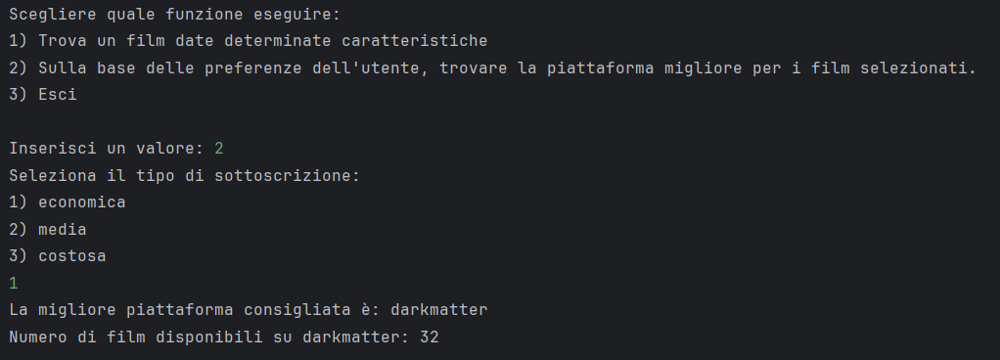 Scegliere quale funzione eseguire:
1) Trova un film date determinate caratteristiche
2) Sulla base delle preferenze dell'utente, trovare la piattaforma migliore per i film selezionati.
3) Esci
Inserisci un valore: 2
Seleziona il tipo di sottoscrizione:
1) economica
2) media
3) costosa
1
La migliore piattaforma consigliata è: darkmatter
Numero di film disponibili su darkmatter: 32